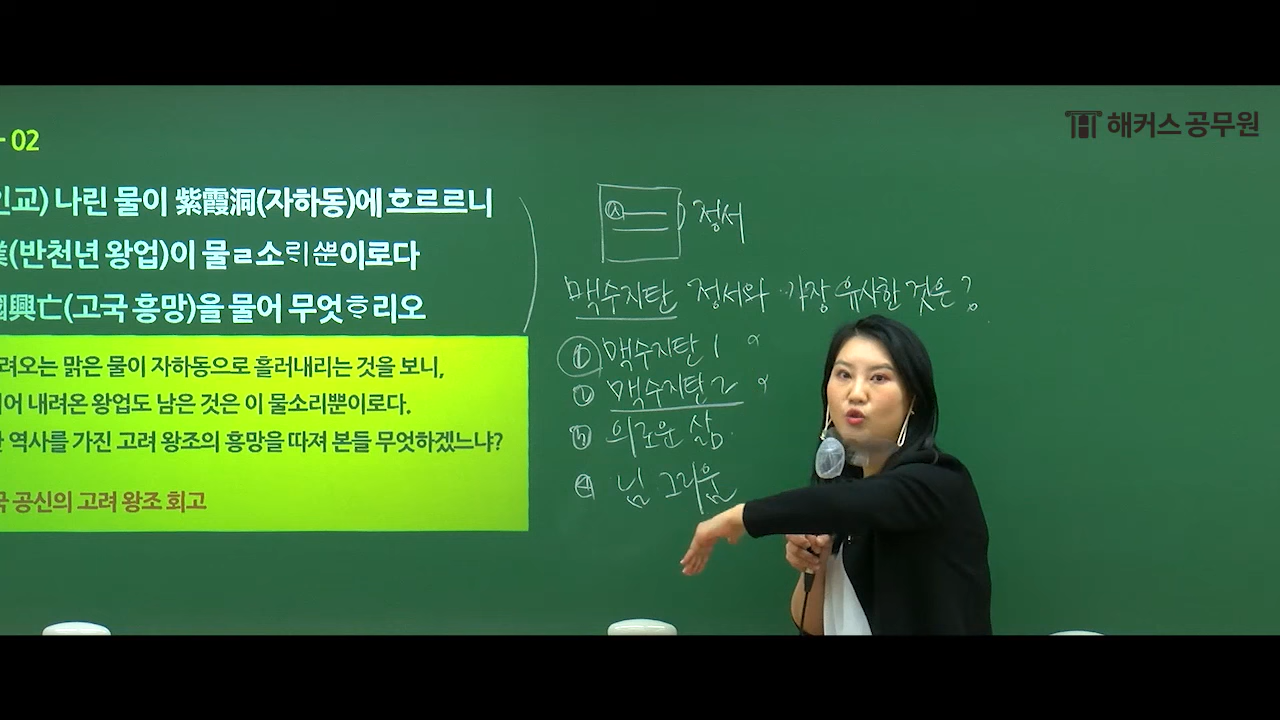 해커스 공무원
- 02
인교) 나린 물이 紫霞洞(자하동)에 흐르르니
業(반천년 왕업)이 물ㄹ소ᄅᆡᄲᅮᆫ이로다
國興亡(고국 흥망)을 물어 무엇ᄒᆞ리오
려오는 맑은 물이 자하동으로 흘러내리는 것을 보니,
어 내려온 왕업도 남은 것은 이 물소리뿐이로다.
역사를 가진 고려 왕조의 흥망을 따져 본들 무엇하겠느냐?
공신의 고려 왕조 회고
정서
맥수지탄 정서와 가장 유사한 것은?
① 맥수지탄 1
맥수지탄 2
의로운 삶
④ 님 그리움